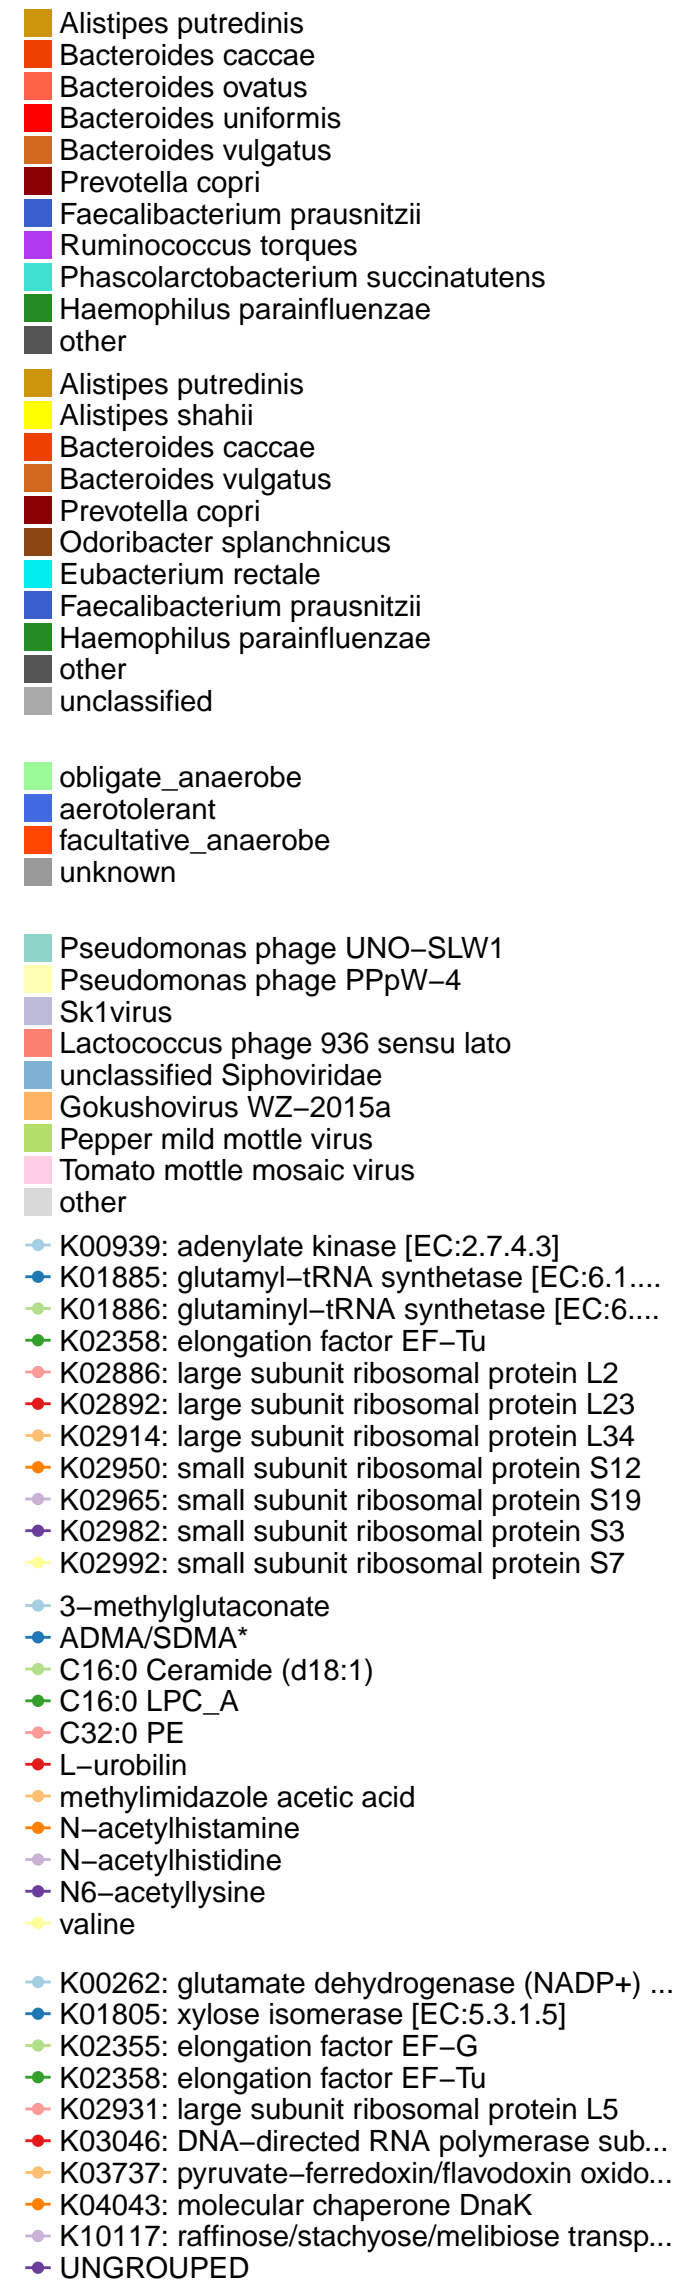 Alistipes putredinis
Bacteroides caccae
Bacteroides ovatus
Bacteroides uniformis
Bacteroides vulgatus
Prevotella copri
Faecalibacterium prausnitzii
Ruminococcus torques
Phascolarctobacterium succinatutens
Haemophilus parainfluenzae
other
Alistipes putredinis
Alistipes shahii
Bacteroides caccae
Bacteroides vulgatus
Prevotella copri
Odoribacter splanchnicus
Eubacterium rectale
Faecalibacterium prausnitzii
Haemophilus parainfluenzae
other
unclassified
obligate_anaerobe
aerotolerant
facultative_anaerobe
unknown
Pseudomonas phage UNO−SLW1
Pseudomonas phage PPpW−4
Sk1virus
Lactococcus phage 936 sensu lato
unclassified Siphoviridae
Gokushovirus WZ−2015a
Pepper mild mottle virus
Tomato mottle mosaic virus
other
K00939: adenylate kinase [EC:2.7.4.3]
K01885: glutamyl−tRNA synthetase [EC:6.1....
K01886: glutaminyl−tRNA synthetase [EC:6....
K02358: elongation factor EF−Tu
K02886: large subunit ribosomal protein L2
K02892: large subunit ribosomal protein L23
K02914: large subunit ribosomal protein L34
K02950: small subunit ribosomal protein S12
K02965: small subunit ribosomal protein S19
K02982: small subunit ribosomal protein S3
K02992: small subunit ribosomal protein S7
3−methylglutaconate
ADMA/SDMA*
C16:0 Ceramide (d18:1)
C16:0 LPC_A
C32:0 PE
L−urobilin
methylimidazole acetic acid
N−acetylhistamine
N−acetylhistidine
N6−acetyllysine
valine
K00262: glutamate dehydrogenase (NADP+) ...
K01805: xylose isomerase [EC:5.3.1.5]
K02355: elongation factor EF−G
K02358: elongation factor EF−Tu
K02931: large subunit ribosomal protein L5
K03046: DNA−directed RNA polymerase sub...
K03737: pyruvate−ferredoxin/flavodoxin oxido...
K04043: molecular chaperone DnaK
K10117: raffinose/stachyose/melibiose transp...
UNGROUPED